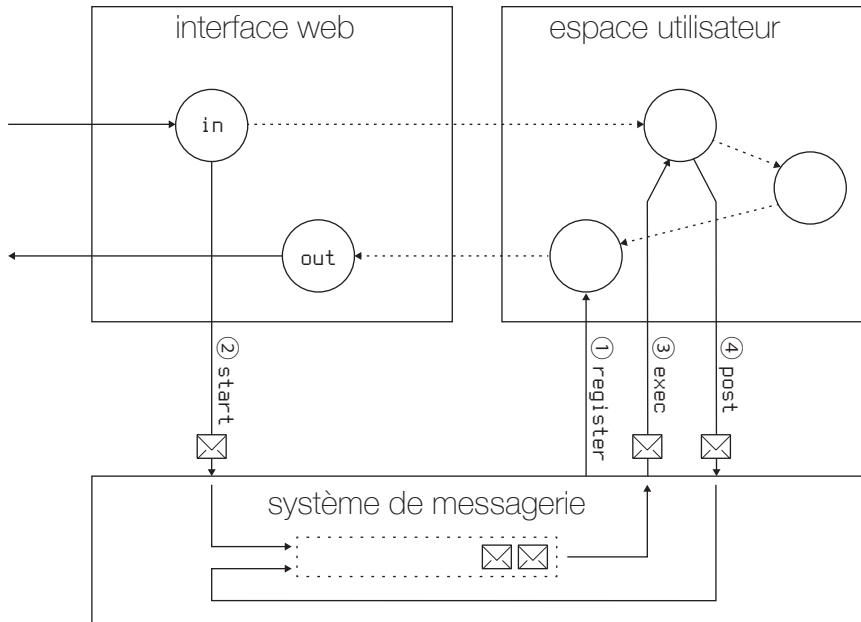 interface web
espace utilisateur
in
out
② start
① register
③ exec
④ post
système de messagerie